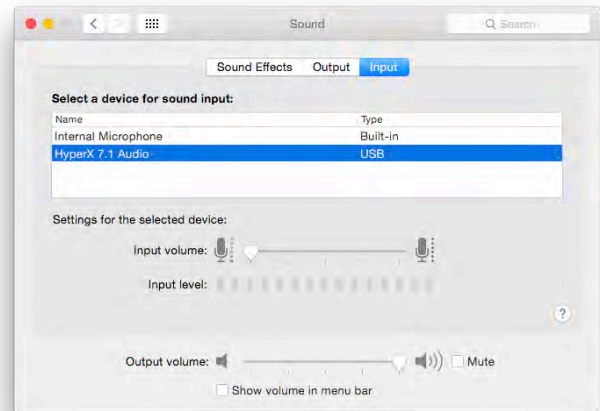 Sound
Search
Sound Effects Output Input
Select a device for sound input:
Name Type
Internal Microphone Built-in
HyperX 7.1 Audio USB
Settings for the selected device:
Input volume:
Input level:
?
Output volume: Mute
Show volume in menu bar